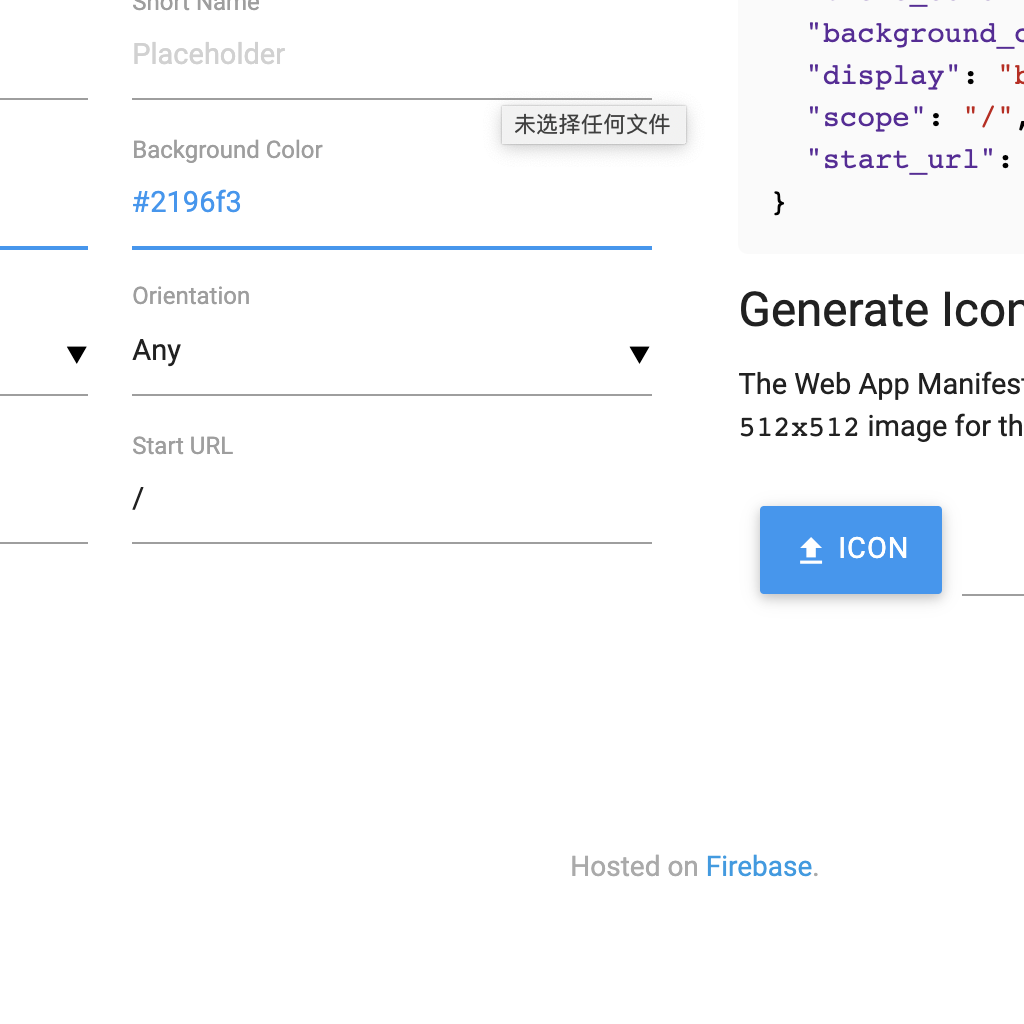 Short Name
Placeholder
未选择任何文件
Background Color
#2196f3
Orientation
Any
Start URL
/
"display": "b
"scope": "/",
"start_url":
}
Generate Icon
The Web App Manifest
512x512 image for th
ICON
Hosted on Firebase.